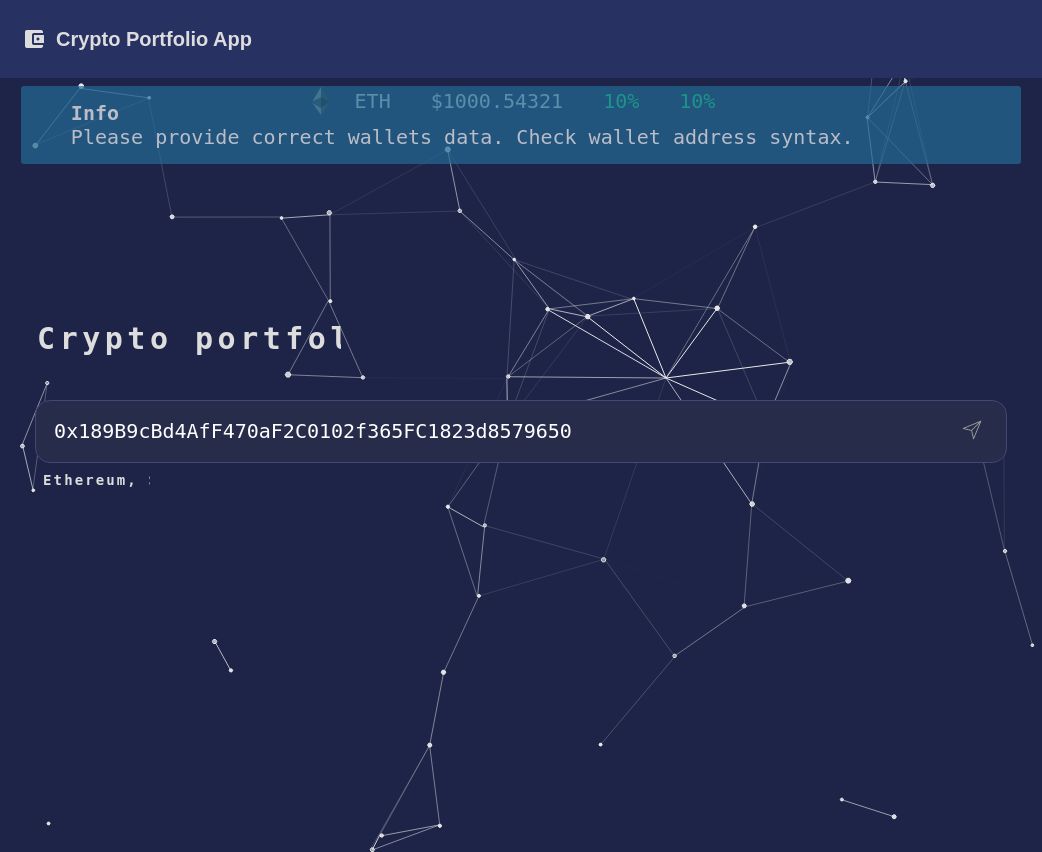 Crypto Portfolio App
ETH $1000.54321 10% 10%
Info
Please provide correct wallets data. Check wallet address syntax.
Crypto portfol
0x189B9cBd4AfF470aF2C0102f365FC1823d8579650
Ethereum,